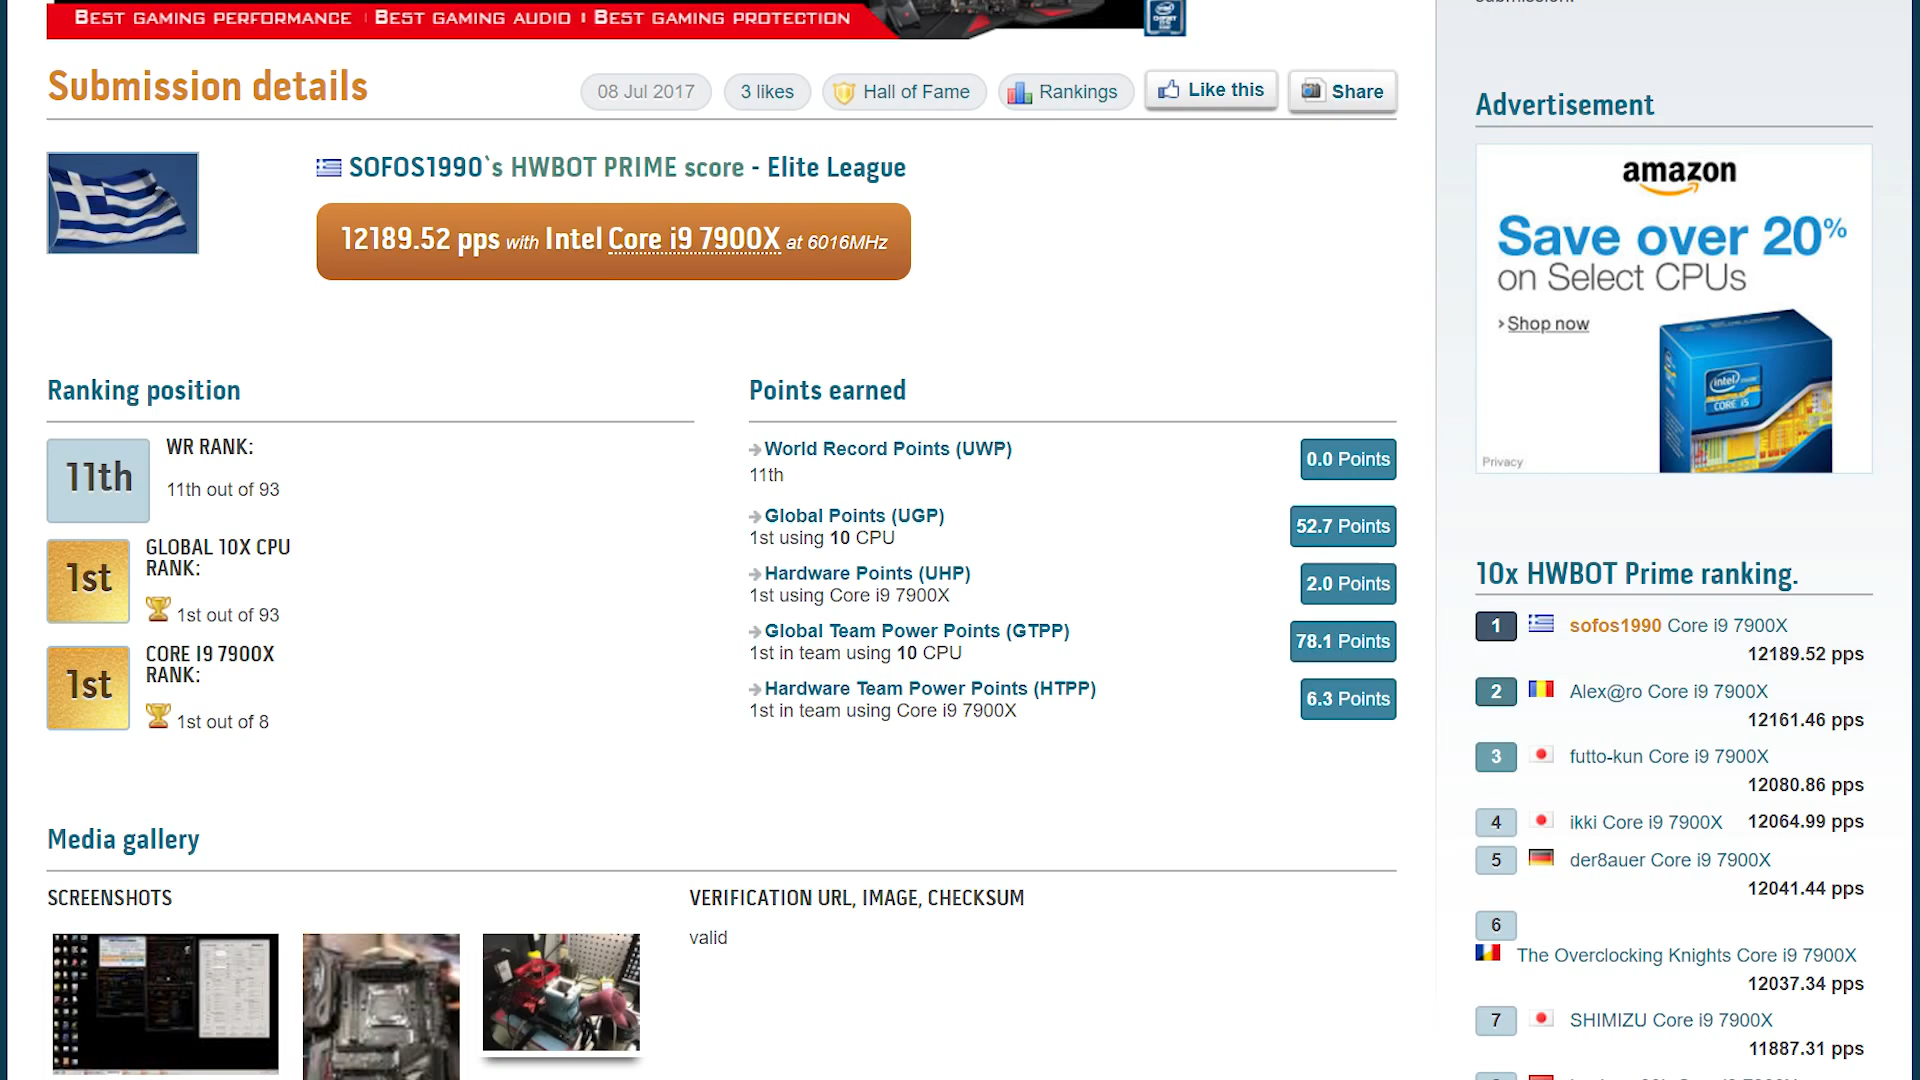 BEST GAMING PERFORMANCE | BEST GAMING AUDIO | BEST GAMING PROTECTION
Submission details
08 Jul 2017
3 likes
Hall of Fame
Rankings
Like this
Share
SOFOS1990`s HWBOT PRIME score - Elite League
12189.52 pps with Intel Core i9 7900X at 6016MHz
Ranking position
11th
WR RANK:
11th out of 93
1st
GLOBAL 10X CPU
RANK:
1st out of 93
1st
CORE I9 7900X
RANK:
1st out of 8
Points earned
World Record Points (UWP)
11th
0.0 Points
Global Points (UGP)
1st using 10 CPU
52.7 Points
Hardware Points (UHP)
1st using Core i9 7900X
2.0 Points
Global Team Power Points (GTPP)
1st in team using 10 CPU
78.1 Points
Hardware Team Power Points (HTPP)
1st in team using Core i9 7900X
6.3 Points
Media gallery
SCREENSHOTS
VERIFICATION URL, IMAGE, CHECKSUM
valid
submission.
Advertisement
amazon
Save over 20%
on Select CPUs
› Shop now
intel
CORE i5
Privacy
10x HWBOT Prime ranking.
1 sofos1990 Core i9 7900X
12189.52 pps
2 Alex@ro Core i9 7900X
12161.46 pps
3 futto-kun Core i9 7900X
12080.86 pps
4 ikki Core i9 7900X 12064.99 pps
5 der8auer Core i9 7900X
12041.44 pps
6
The Overclocking Knights Core i9 7900X
12037.34 pps
7 SHIMIZU Core i9 7900X
11887.31 pps